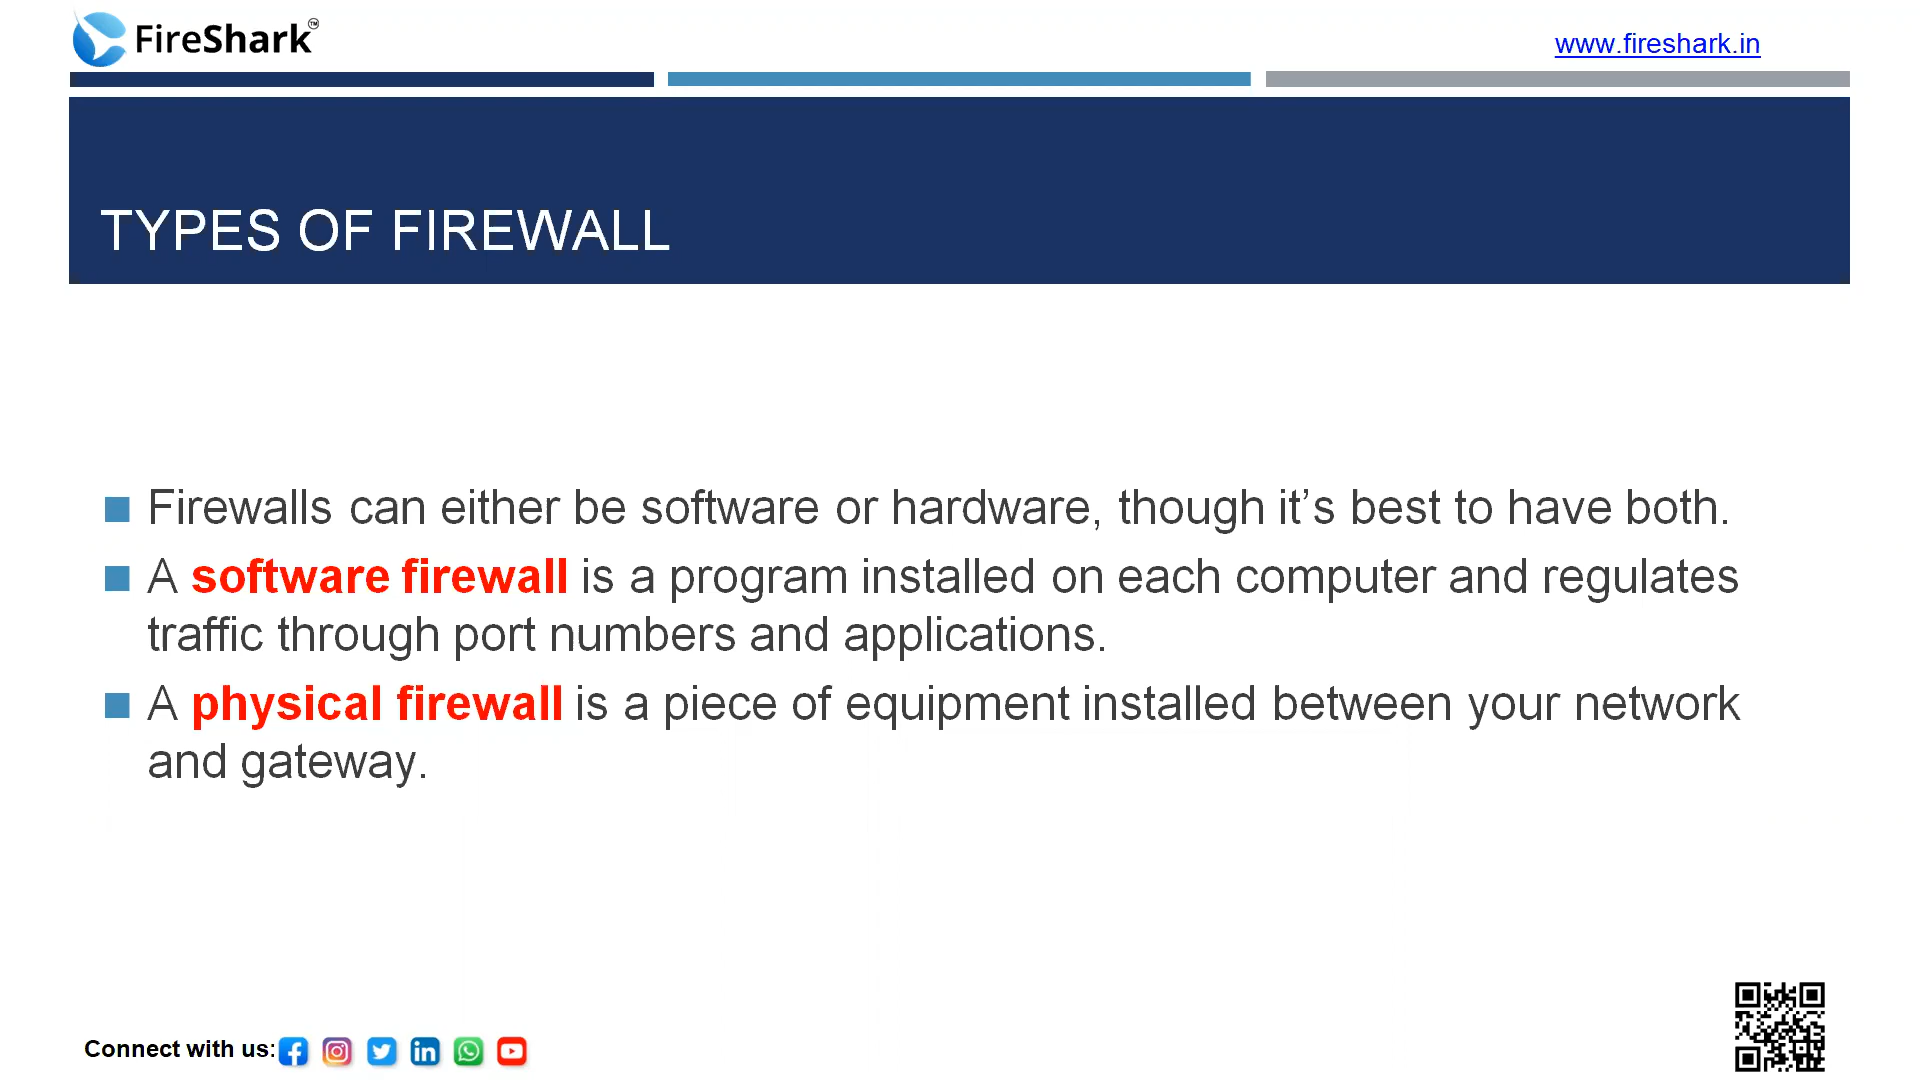 FireShark™
www.fireshark.in
TYPES OF FIREWALL
Firewalls can either be software or hardware, though it’s best to have both.
A software firewall is a program installed on each computer and regulates
traffic through port numbers and applications.
A physical firewall is a piece of equipment installed between your network
and gateway.
Connect with us: